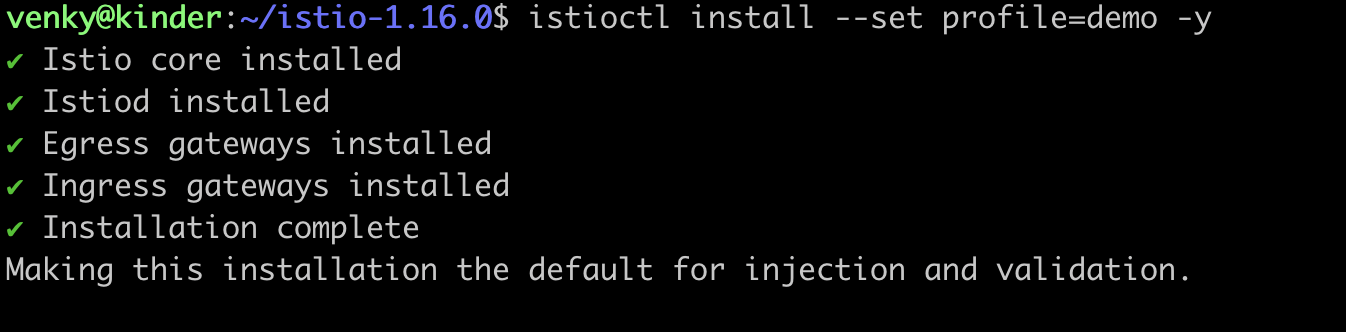 venky@kinder:~/istio-1.16.0$ istioctl install --set profile=demo -y
✔ Istio core installed
✔ Istiod installed
✔ Egress gateways installed
✔ Ingress gateways installed
✔ Installation complete
Making this installation the default for injection and validation.